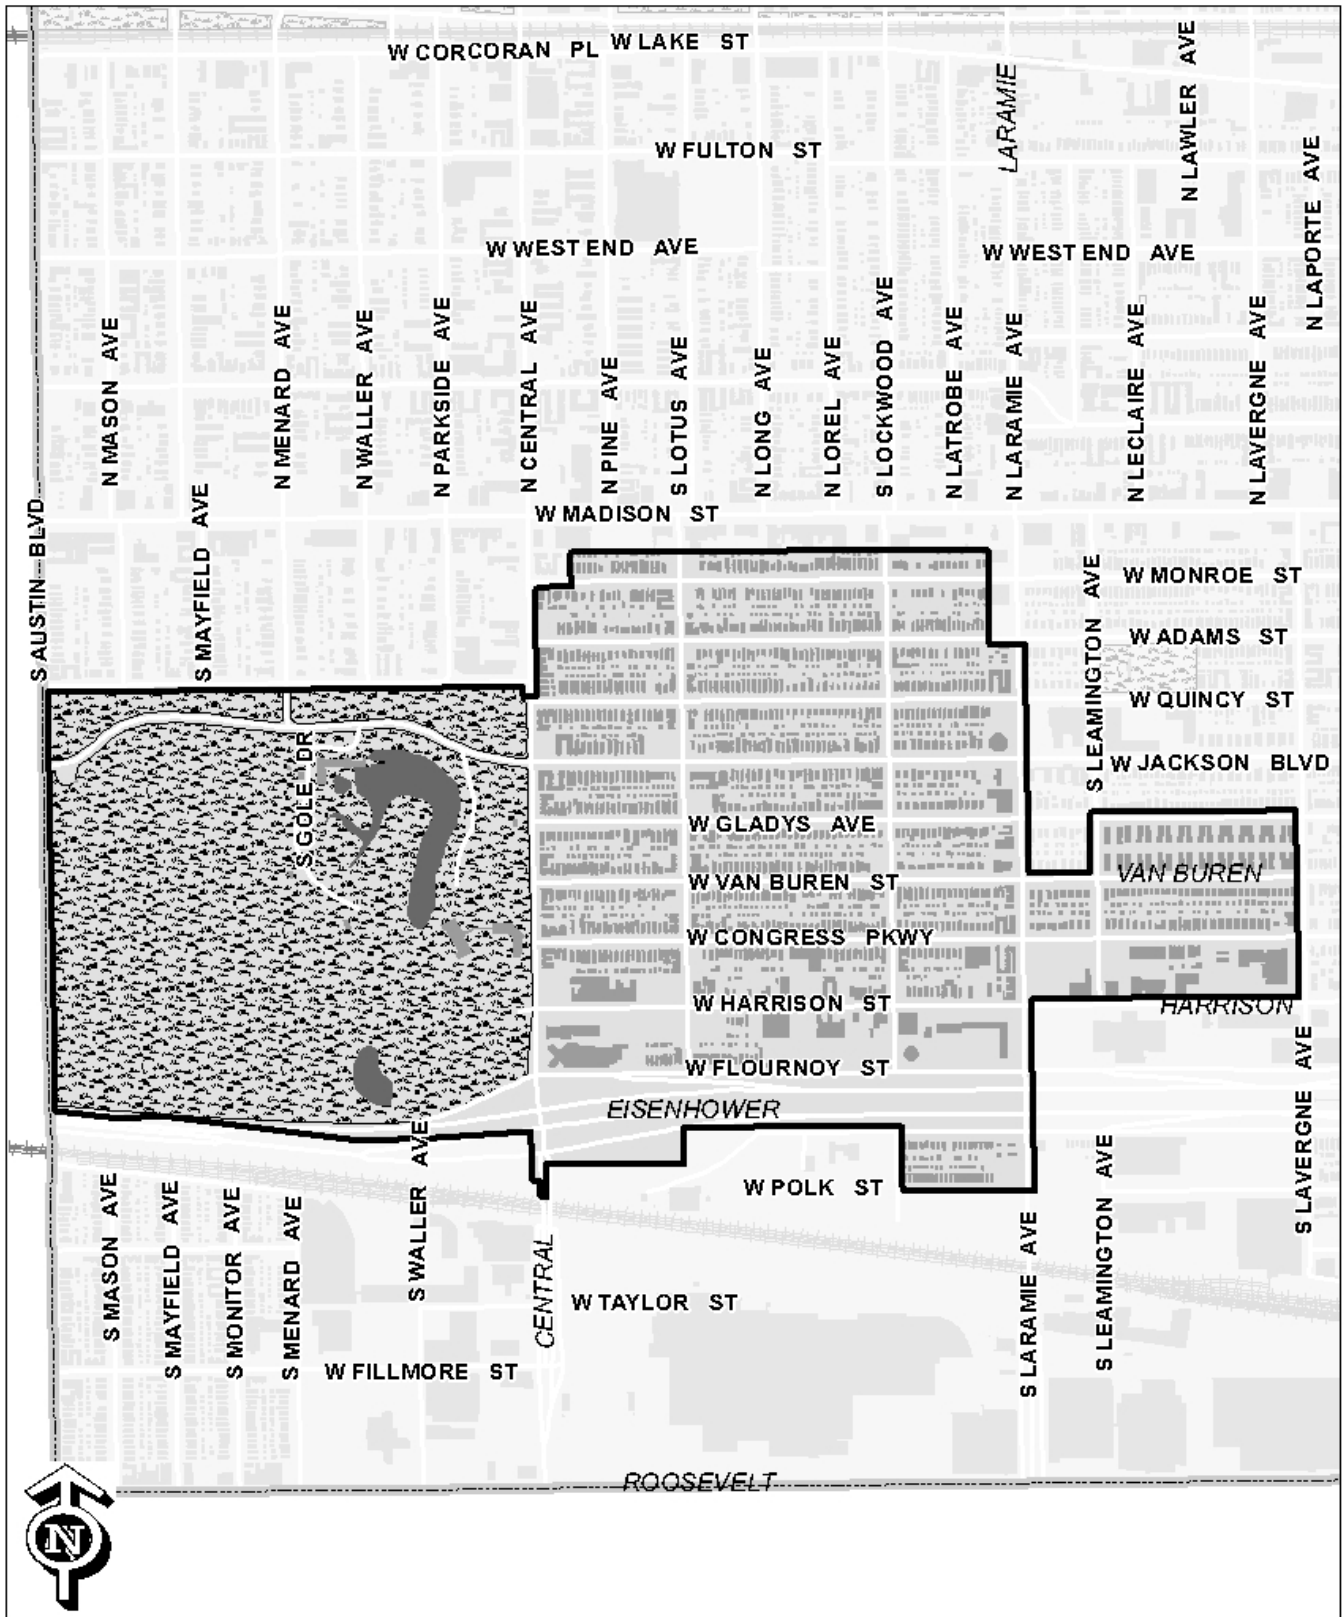 W CORCORAN PL
W LAKE ST
N LAWLER AVE
LARAMIE
W FULTON ST
N LAPORTE AVE
W WEST END AVE
W WEST END AVE
N MASON AVE
N MENARD AVE
N WALLER AVE
N PARKSIDE AVE
N CENTRAL AVE
N PINE AVE
S LOTUS AVE
N LONG AVE
N LOREL AVE
S LOCKWOOD AVE
N LATROBE AVE
N LARAMIE AVE
N LECLAIRE AVE
N LAVERGNE AVE
S AUSTIN BLVD
S MAYFIELD AVE
W MADISON ST
S LEAMINGTON AVE
W MONROE ST
W ADAMS ST
W QUINCY ST
W JACKSON BLVD
S GOLE DR
W GLADYS AVE
VAN BUREN
W VAN BUREN ST
W CONGRESS PKWY
W HARRISON ST
HARRISON
W FLOURNOY ST
EISENHOWER
S LAVERGNE AVE
S MASON AVE
S MAYFIELD AVE
S MONITOR AVE
S MENARD AVE
S WALLER AVE
W POLK ST
S LARAMIE AVE
S LEAMINGTON AVE
CENTRAL
W TAYLOR ST
W FILLMORE ST
ROOSEVELT
N